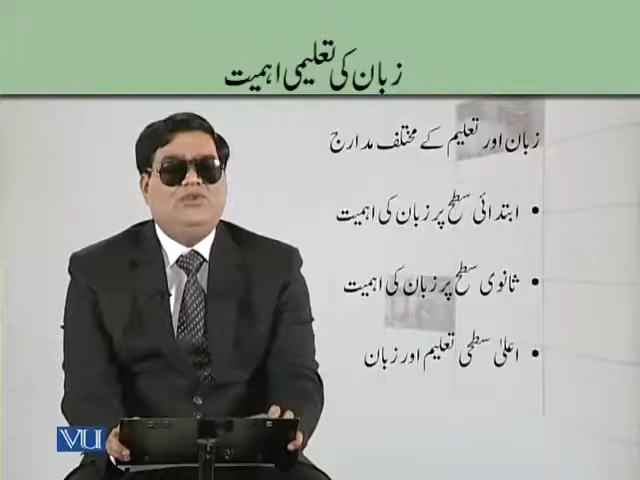 زبان کی تعلیمی اہمیت
زبان اور تعلیم کے مختلف مدارج
• ابتدائی سطح پر زبان کی اہمیت
• ثانوی سطح پر زبان کی اہمیت
• اعلیٰ سطحی تعلیم اور زبان
VU